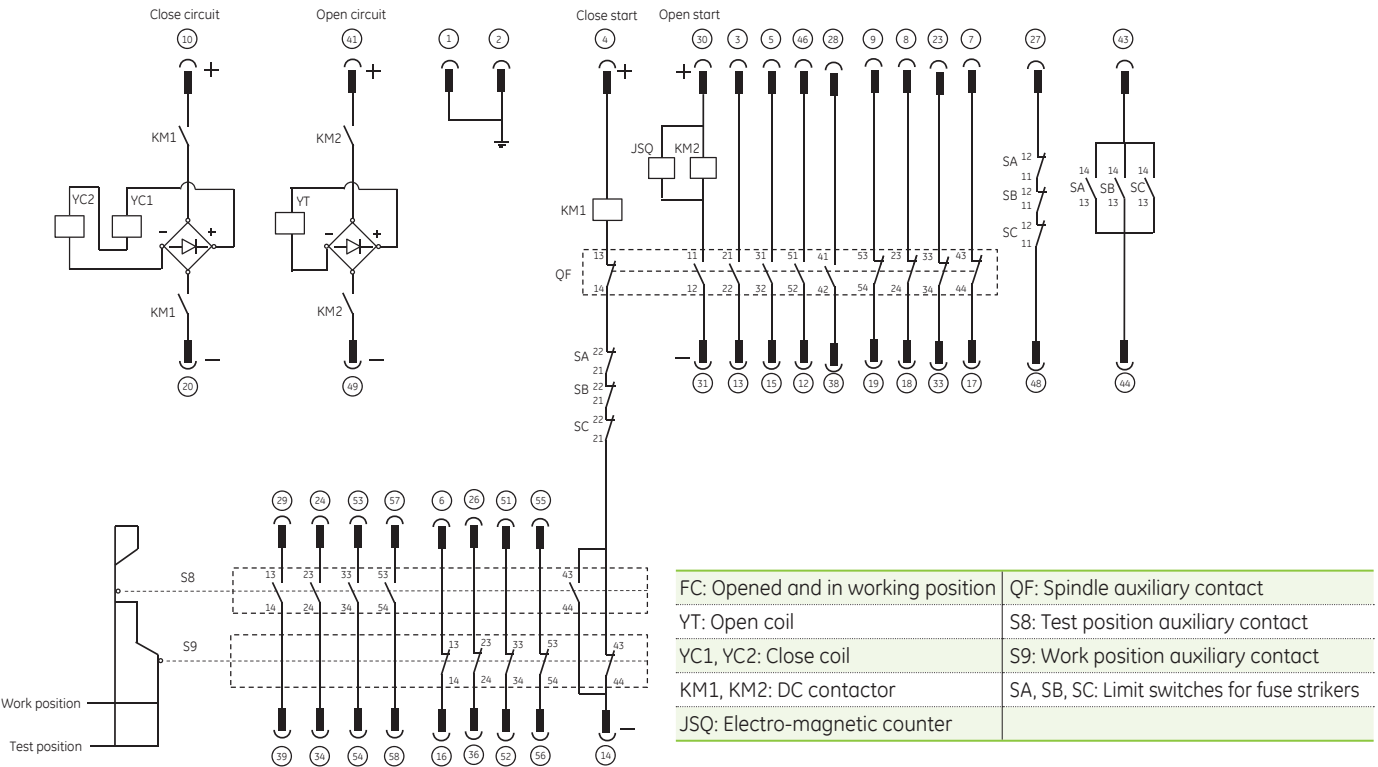 Close circuit Open circuit Close start Open start
10 41 1 2 4 30 3 5 46 28 9 8 23 7 27 43
+ + + +
KM1 KM2 JSQ KM2
SA 12 11 SB 12 11 SC 12 11
SA 14 13 SB 14 13 SC 14 13
YC2 YC1 YT KM1
− + − +
QF
13 11 21 31 51 41 53 23 33 43
14 12 22 32 52 42 54 24 34 44
KM1 KM2
− − −
20 49 31 13 15 12 38 19 18 33 17 48 44
SA 22 21
SB 22 21
SC 22 21
29 24 53 57 6 26 51 55
S8
13 23 33 53 43
14 24 34 54 44
S9
13 23 33 53 43
14 24 34 54 44
Work position
Test position
−
39 34 54 58 16 36 52 56 14
FC: Opened and in working position QF: Spindle auxiliary contact
YT: Open coil S8: Test position auxiliary contact
YC1, YC2: Close coil S9: Work position auxiliary contact
KM1, KM2: DC contactor SA, SB, SC: Limit switches for fuse strikers
JSQ: Electro-magnetic counter